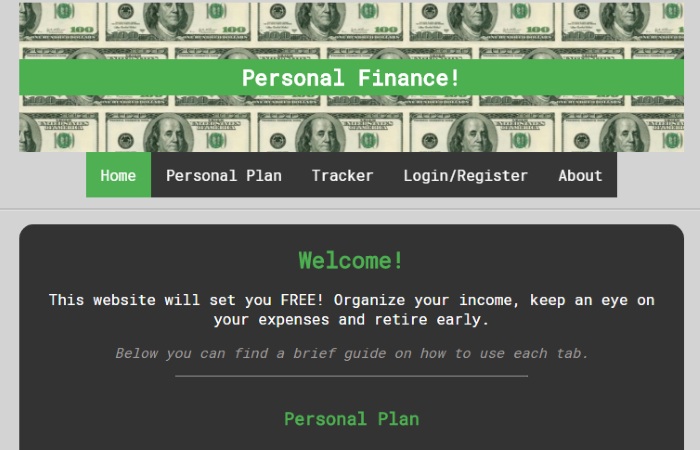 Personal Finance!
Home Personal Plan Tracker Login/Register About
Welcome!
This website will set you FREE! Organize your income, keep an eye on
your expenses and retire early.
Below you can find a brief guide on how to use each tab.
Personal Plan